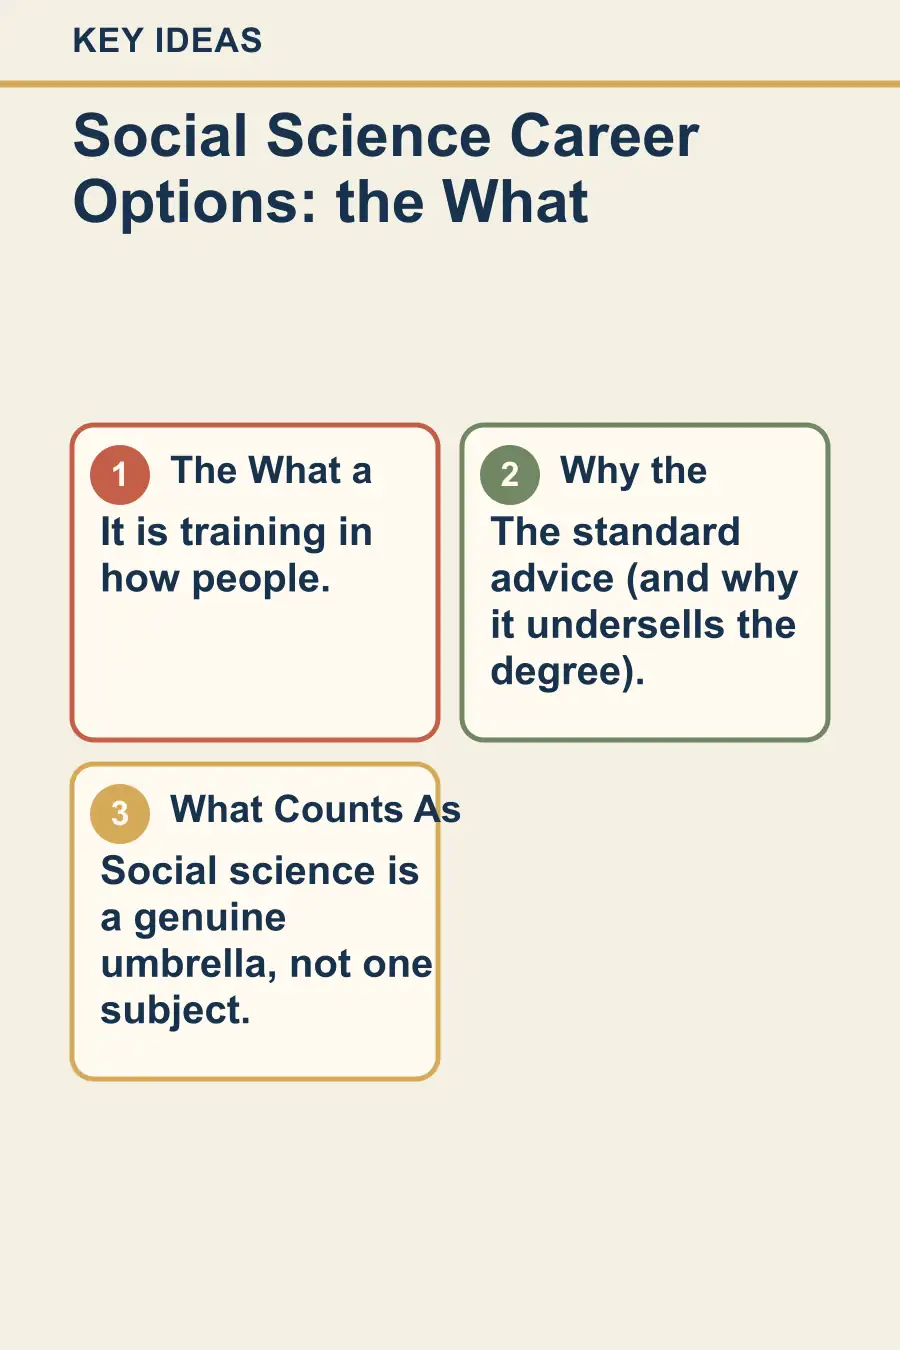 KEY IDEAS
Social Science Career
Options: the What
1 The What a
It is training in
how people.
2 Why the
The standard
advice (and why
it undersells the
degree).
3 What Counts As
Social science is
a genuine
umbrella, not one
subject.